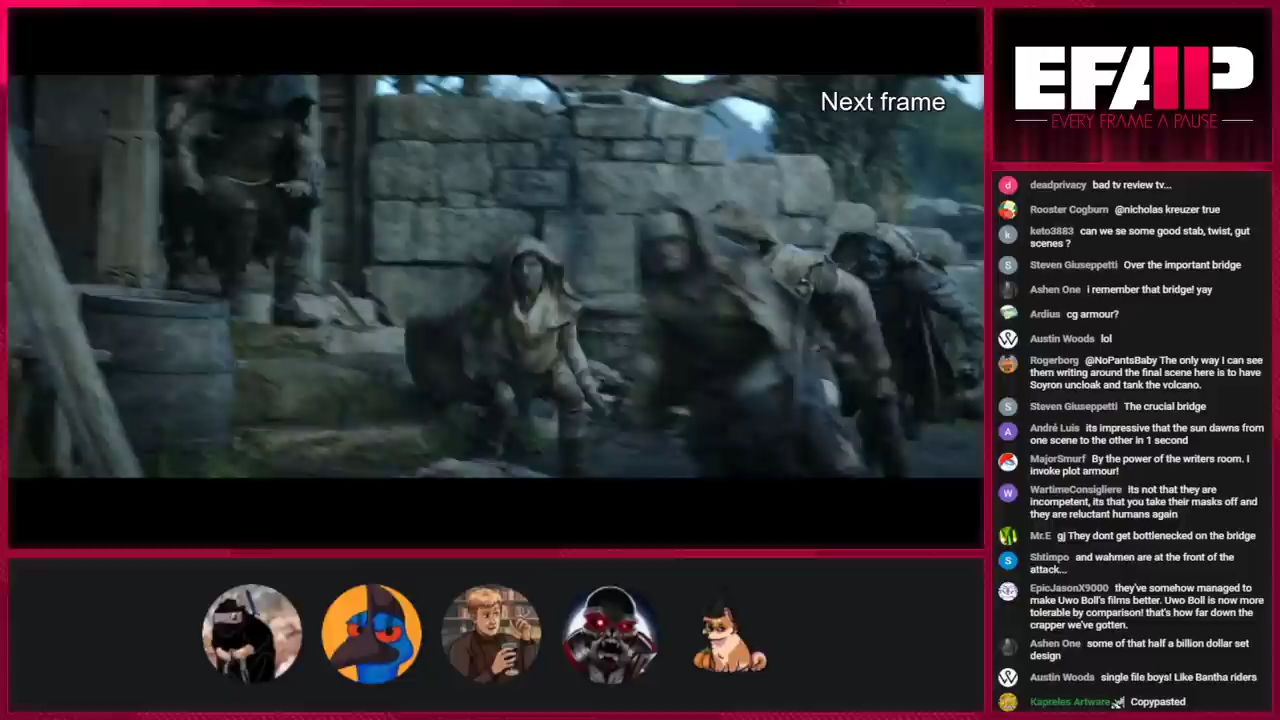 Next frame
EFAP
EVERY FRAME A PAUSE
d deadprivacy bad tv review tv...
Rooster Cogburn @nicholas kreuzer true
k keto3883 can we se some good stab, twist, gut
scenes ?
S Steven Giuseppetti Over the important bridge
Ashen One i remember that bridge! yay
Ardius cg armour?
Austin Woods lol
Rogerborg @NoPantsBaby The only way I can see
them writing around the final scene here is to have
Soyron uncloak and tank the volcano.
S Steven Giuseppetti The crucial bridge
A André Luis its impressive that the sun dawns from
one scene to the other in 1 second
MajorSmurf By the power of the writers room. I
invoke plot armour!
W WartimeConsigliere its not that they are
incompetent, its that you take their masks off and
they are reluctant humans again
Mr.E gj They dont get bottlenecked on the bridge
S Shtimpo and wahmen are at the front of the
attack...
EpicJasonX9000 they've somehow managed to
make Uwo Boll's films better. Uwo Boll is now more
tolerable by comparison! that's how far down the
crapper we've gotten.
Ashen One some of that half a billion dollar set
design
Austin Woods single file boys! Like Bantha riders
Kapreles Artware Copypasted